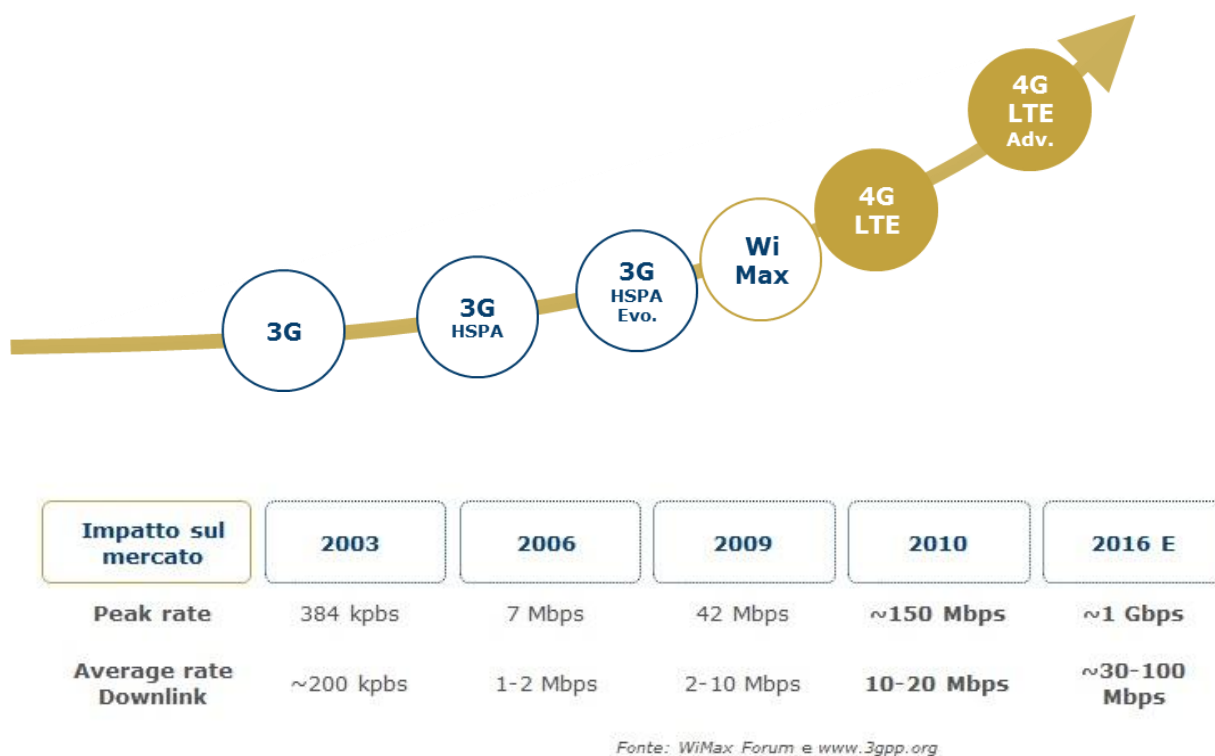 4G
LTE
Adv.
4G
LTE
Wi
Max
3G
HSPA
Evo.
3G
HSPA
3G
Impatto sul
mercato
2003
2006
2009
2010
2016 E
Peak rate
384 kpbs
7 Mbps
42 Mbps
~150 Mbps
~1 Gbps
Average rate
Downlink
~200 kpbs
1-2 Mbps
2-10 Mbps
10-20 Mbps
~30-100
Mbps
Fonte: WiMax Forum e www.3gpp.org